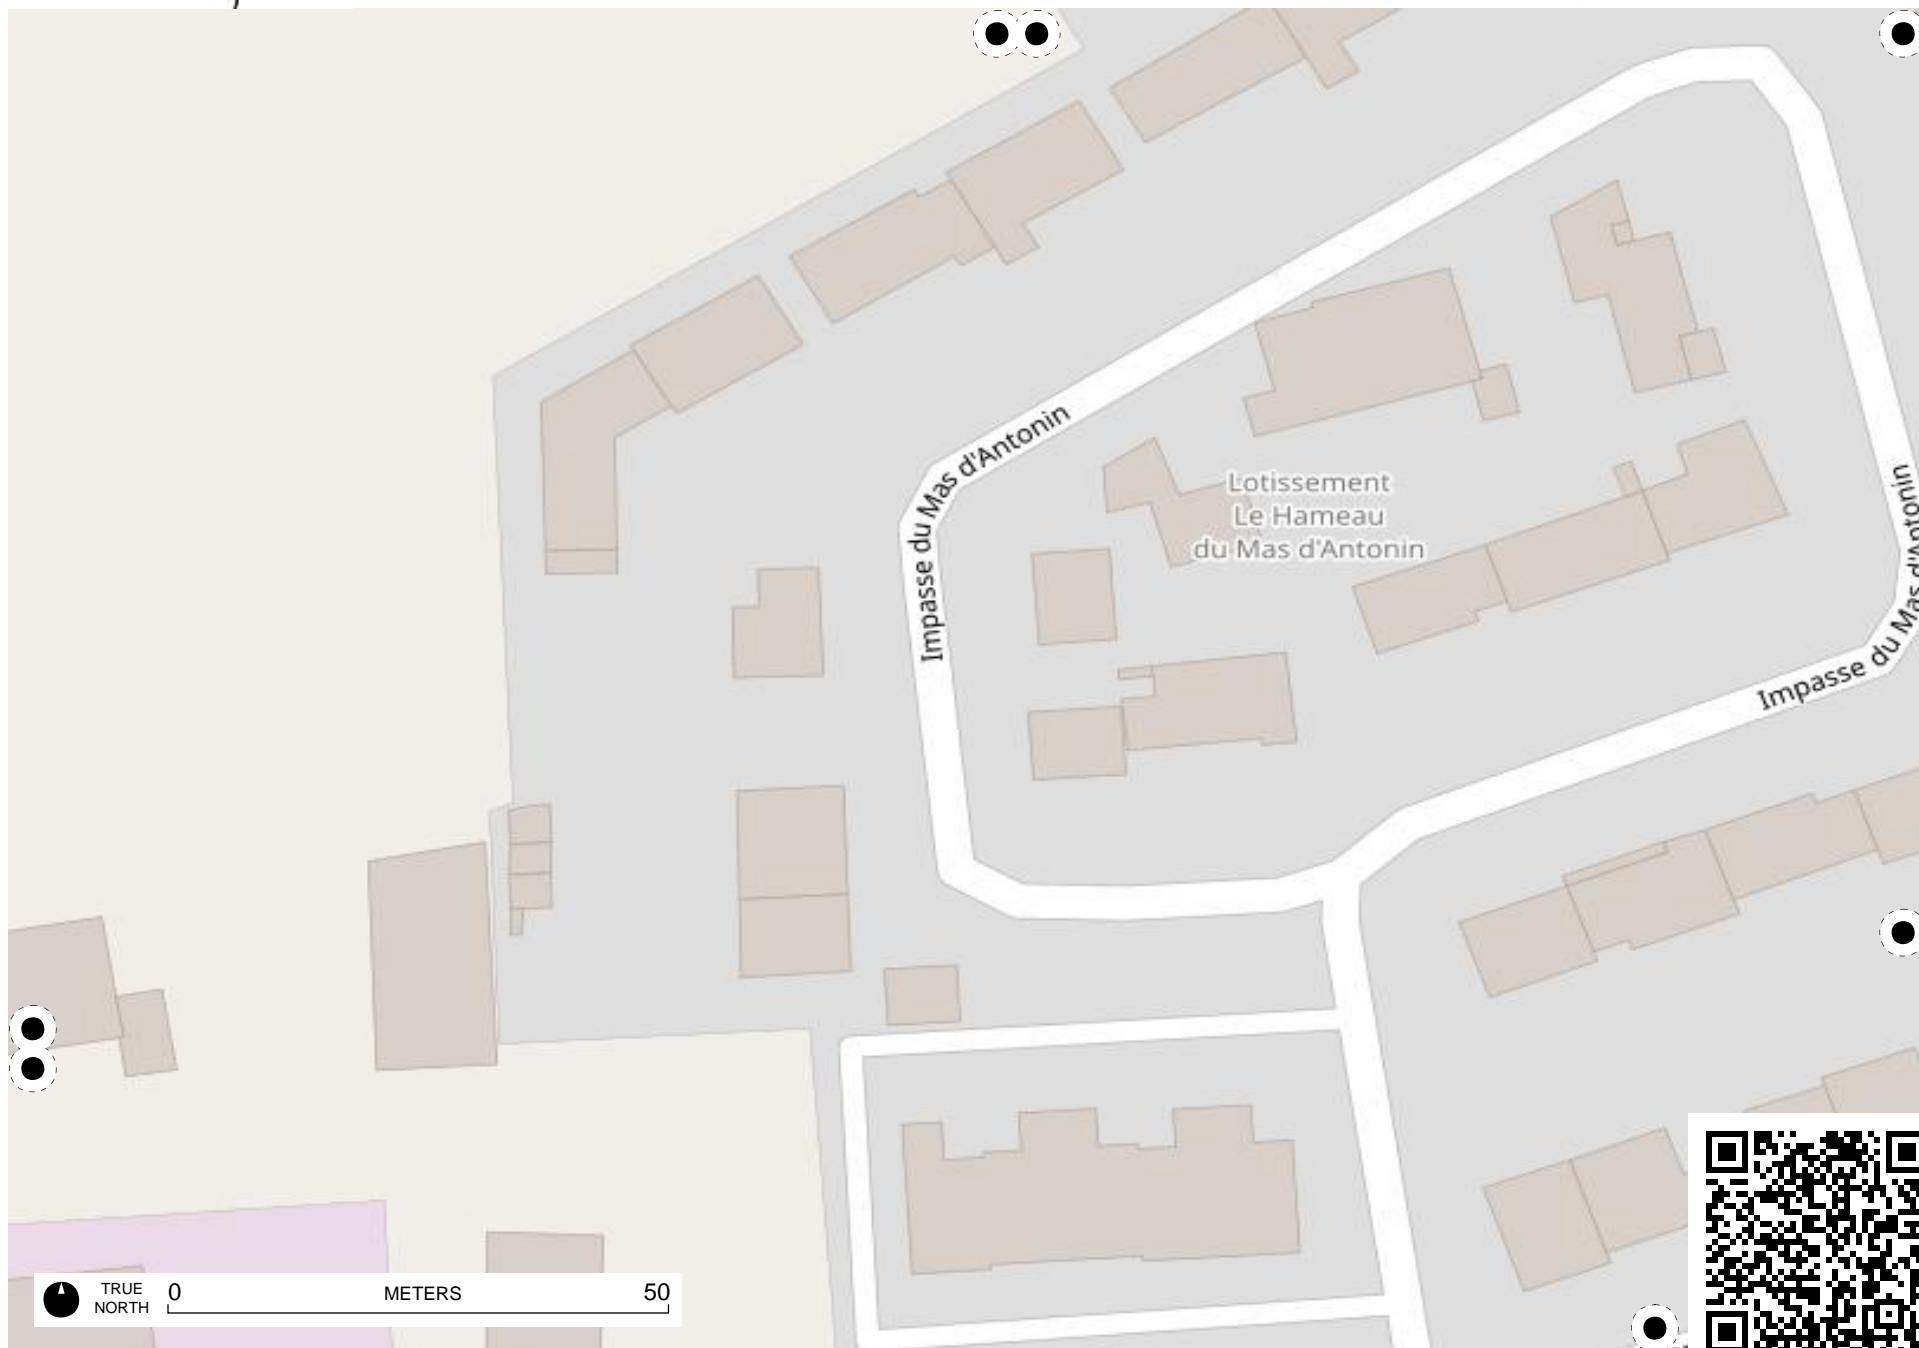 Impasse du Mas d'Antonin
Lotissement
Le Hameau
du Mas d'Antonin
Impasse du Mas d'Antonin
TRUE
NORTH
0
METERS
50